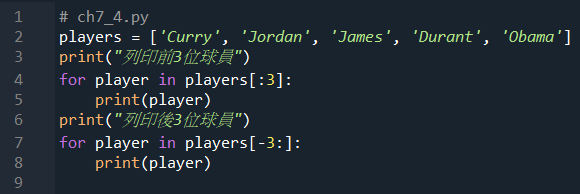 1 # ch7_4.py
2 players = ['Curry', 'Jordan', 'James', 'Durant', 'Obama']
3 print("列印前3位球員")
4 for player in players[:3]:
5     print(player)
6 print("列印後3位球員")
7 for player in players[-3:]:
8     print(player)
9